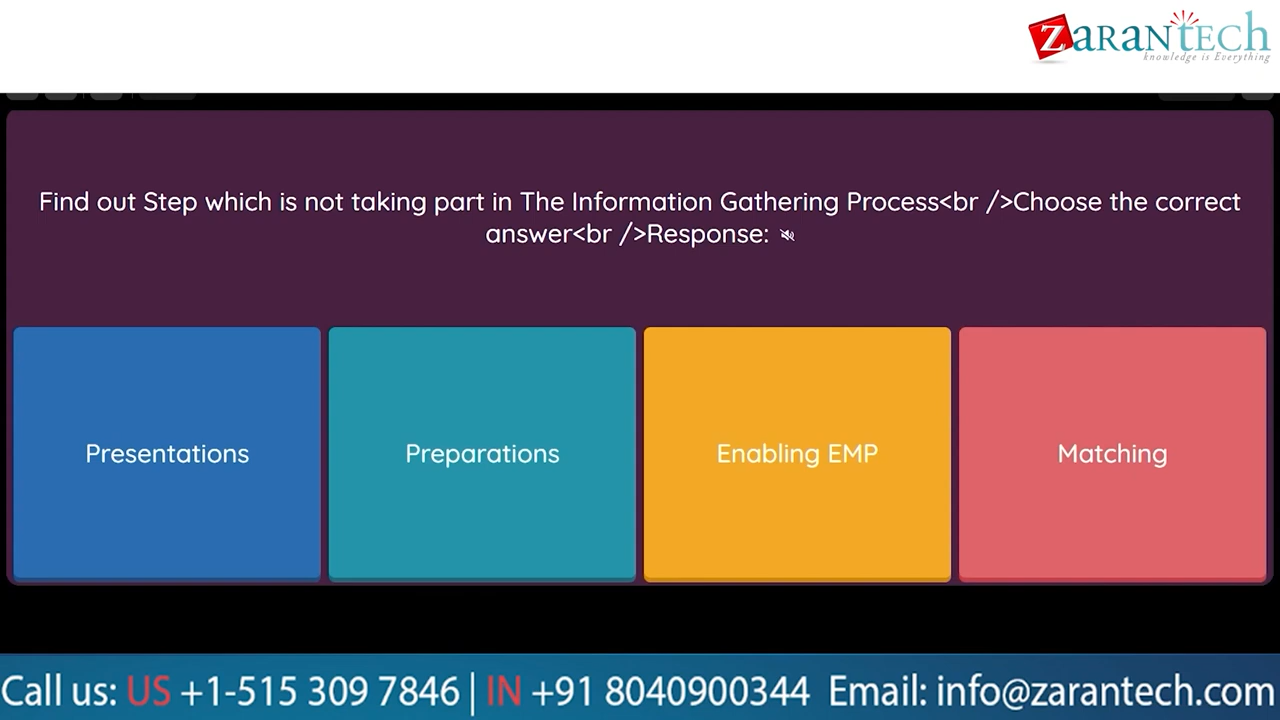 ZARANTECH
knowledge is Everything
Find out Step which is not taking part in The Information Gathering Process<br />Choose the correct
answer<br />Response:
Presentations
Preparations
Enabling EMP
Matching
Call us: US +1-515 309 7846 | IN +91 8040900344 Email: info@zarantech.com